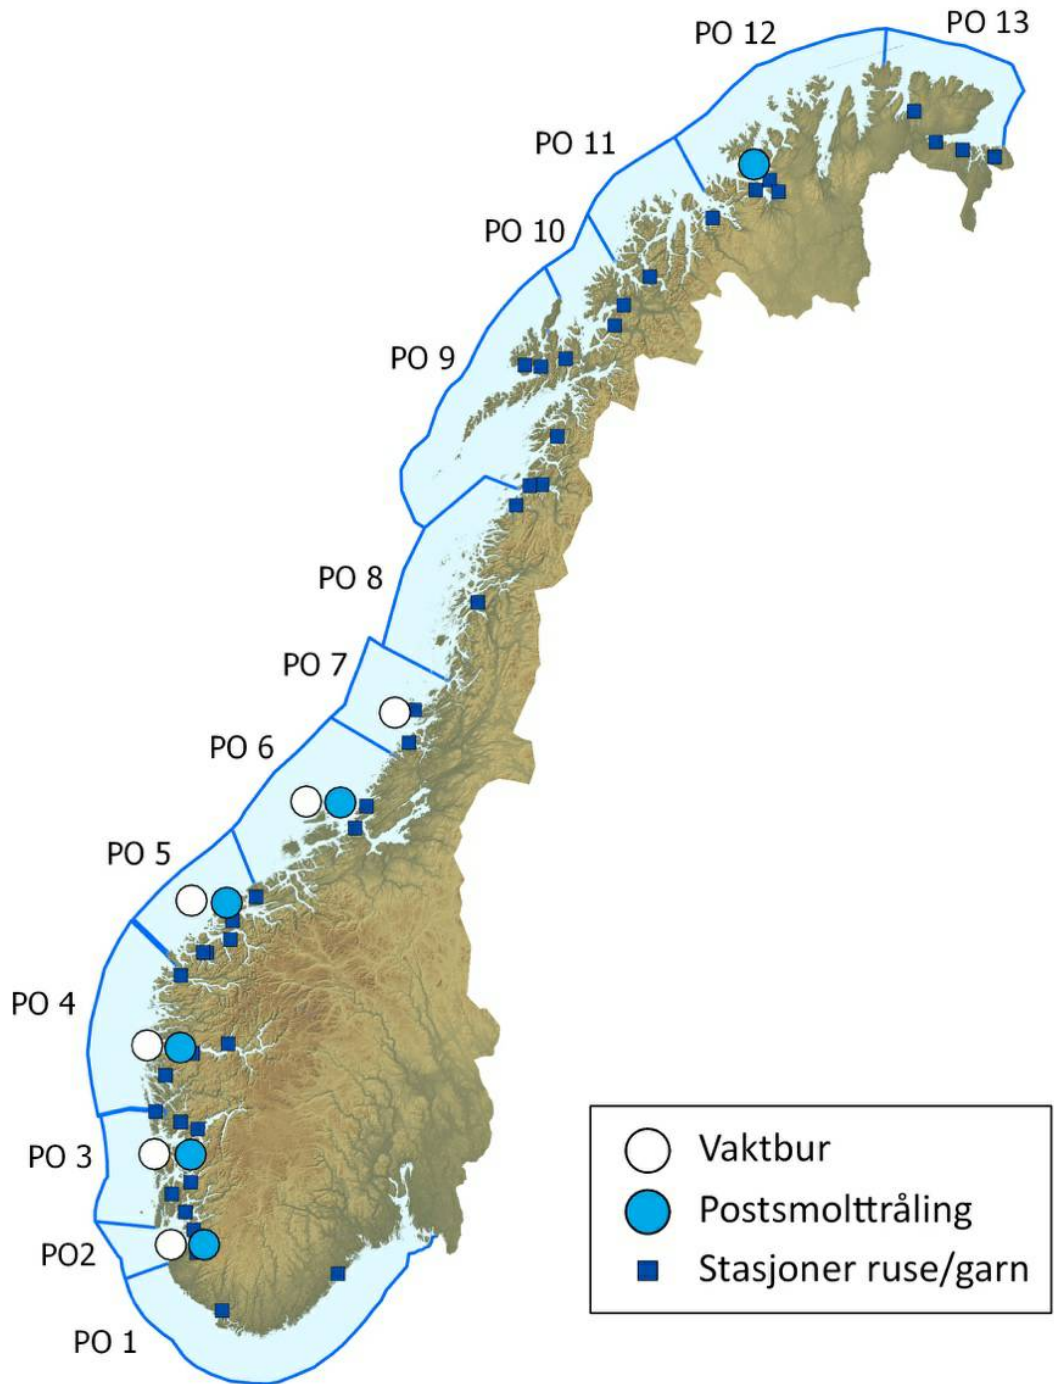 PO 13
PO 12
PO 11
PO 10
PO 9
PO 8
PO 7
PO 6
PO 5
PO 4
PO 3
PO2
PO 1
Vaktbur
Postsmolttråling
Stasjoner ruse/garn